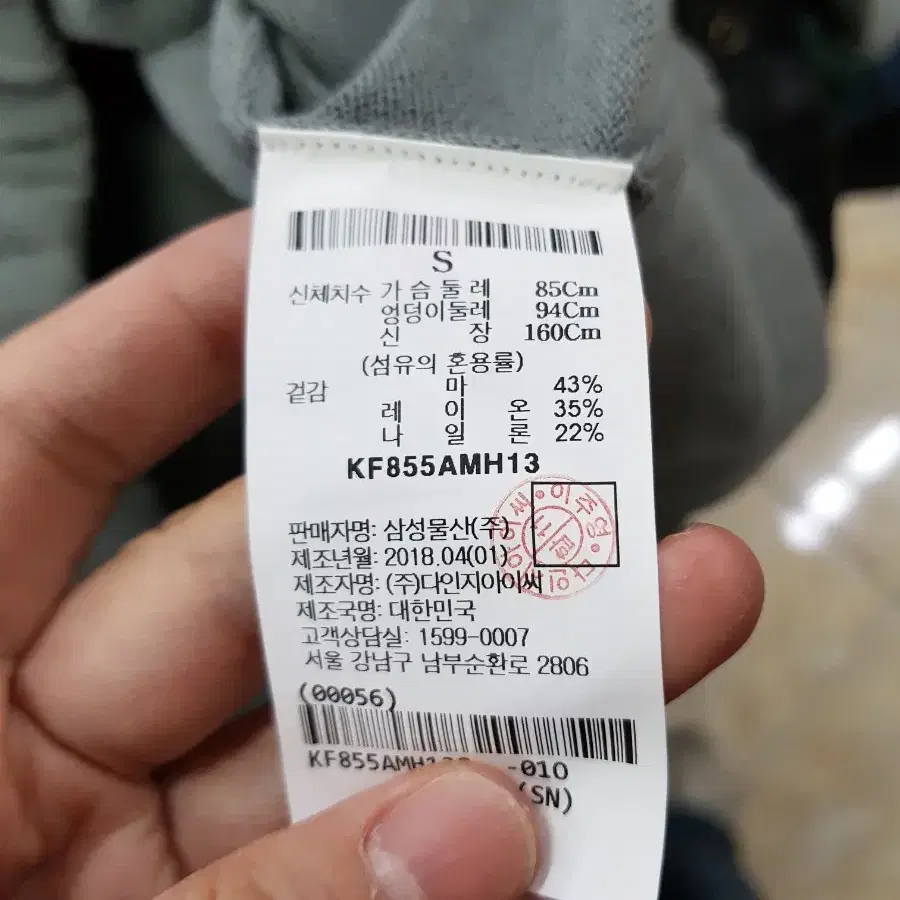 S
신체치수 가 슴 둘 레 85Cm
엉덩이둘레 94Cm
신 장 160Cm
(섬유의 혼용률)
겉감 마 43%
레 이 온 35%
나 일 론 22%
KF855AMH13
판매자명: 삼성물산(주)
제조년월: 2018.04(01)
제조자명: (주)다인지아이씨
제조국명: 대한민국
고객상담실: 1599-0007
서울 강남구 남부순환로 2806
(00056)
-010
(SN)